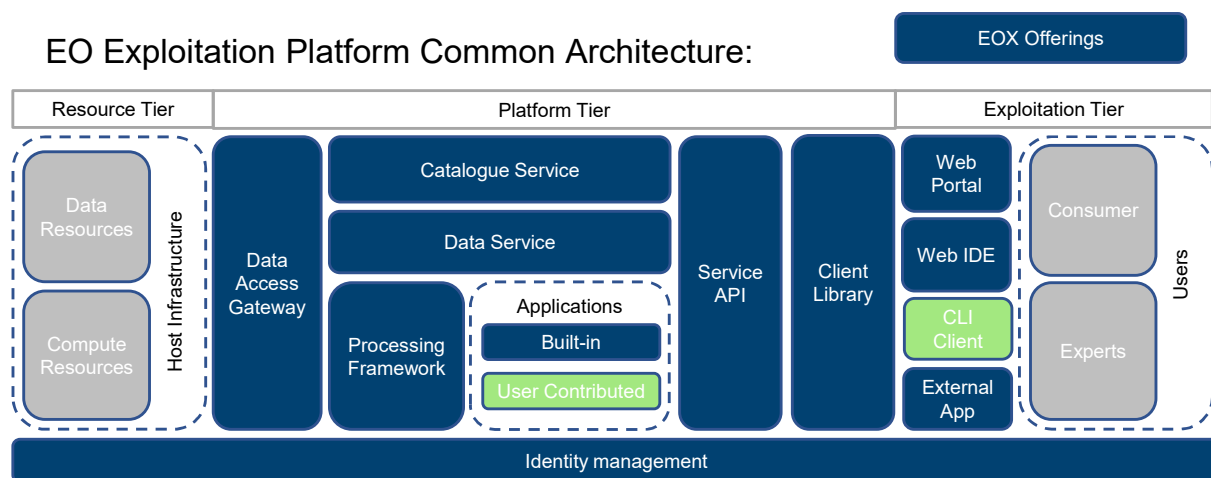 EO Exploitation Platform Common Architecture:
EOX Offerings
Resource Tier
Platform Tier
Exploitation Tier
Data
Resources
Compute
Resources
Host Infrastructure
Data
Access
Gateway
Catalogue Service
Data Service
Processing
Framework
Applications
Built-in
User Contributed
Service
API
Client
Library
Web
Portal
Web IDE
CLI
Client
External
App
Consumer
Experts
Users
Identity management